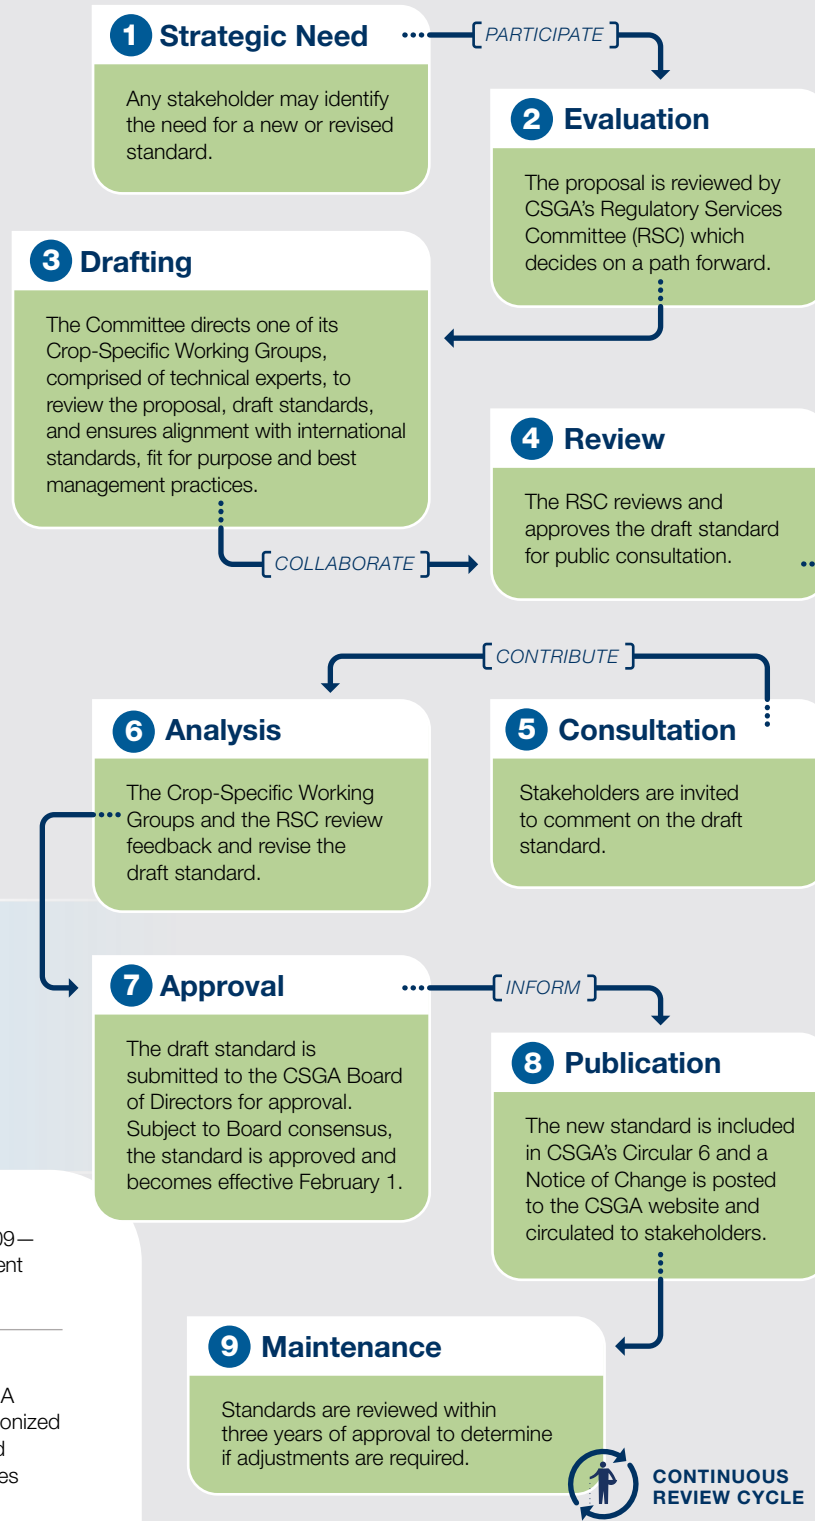 1 Strategic Need
Any stakeholder may identify
the need for a new or revised
standard.
PARTICIPATE
2 Evaluation
The proposal is reviewed by
CSGA's Regulatory Services
Committee (RSC) which
decides on a path forward.
3 Drafting
The Committee directs one of its
Crop-Specific Working Groups,
comprised of technical experts, to
review the proposal, draft standards,
and ensures alignment with international
standards, fit for purpose and best
management practices.
COLLABORATE
4 Review
The RSC reviews and
approves the draft standard
for public consultation.
5 Consultation
Stakeholders are invited
to comment on the draft
standard.
CONTRIBUTE
6 Analysis
The Crop-Specific Working
Groups and the RSC review
feedback and revise the
draft standard.
7 Approval
The draft standard is
submitted to the CSGA Board
of Directors for approval.
Subject to Board consensus,
the standard is approved and
becomes effective February 1.
INFORM
8 Publication
The new standard is included
in CSGA's Circular 6 and a
Notice of Change is posted
to the CSGA website and
circulated to stakeholders.
9 Maintenance
Standards are reviewed within
three years of approval to determine
if adjustments are required.
CONTINUOUS
REVIEW CYCLE